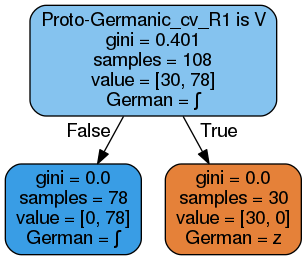 Proto-Germanic_cv_R1 is V
gini = 0.401
samples = 108
value = [30, 78]
German = ʃ
False
True
gini = 0.0
samples = 78
value = [0, 78]
German = ʃ
gini = 0.0
samples = 30
value = [30, 0]
German = z